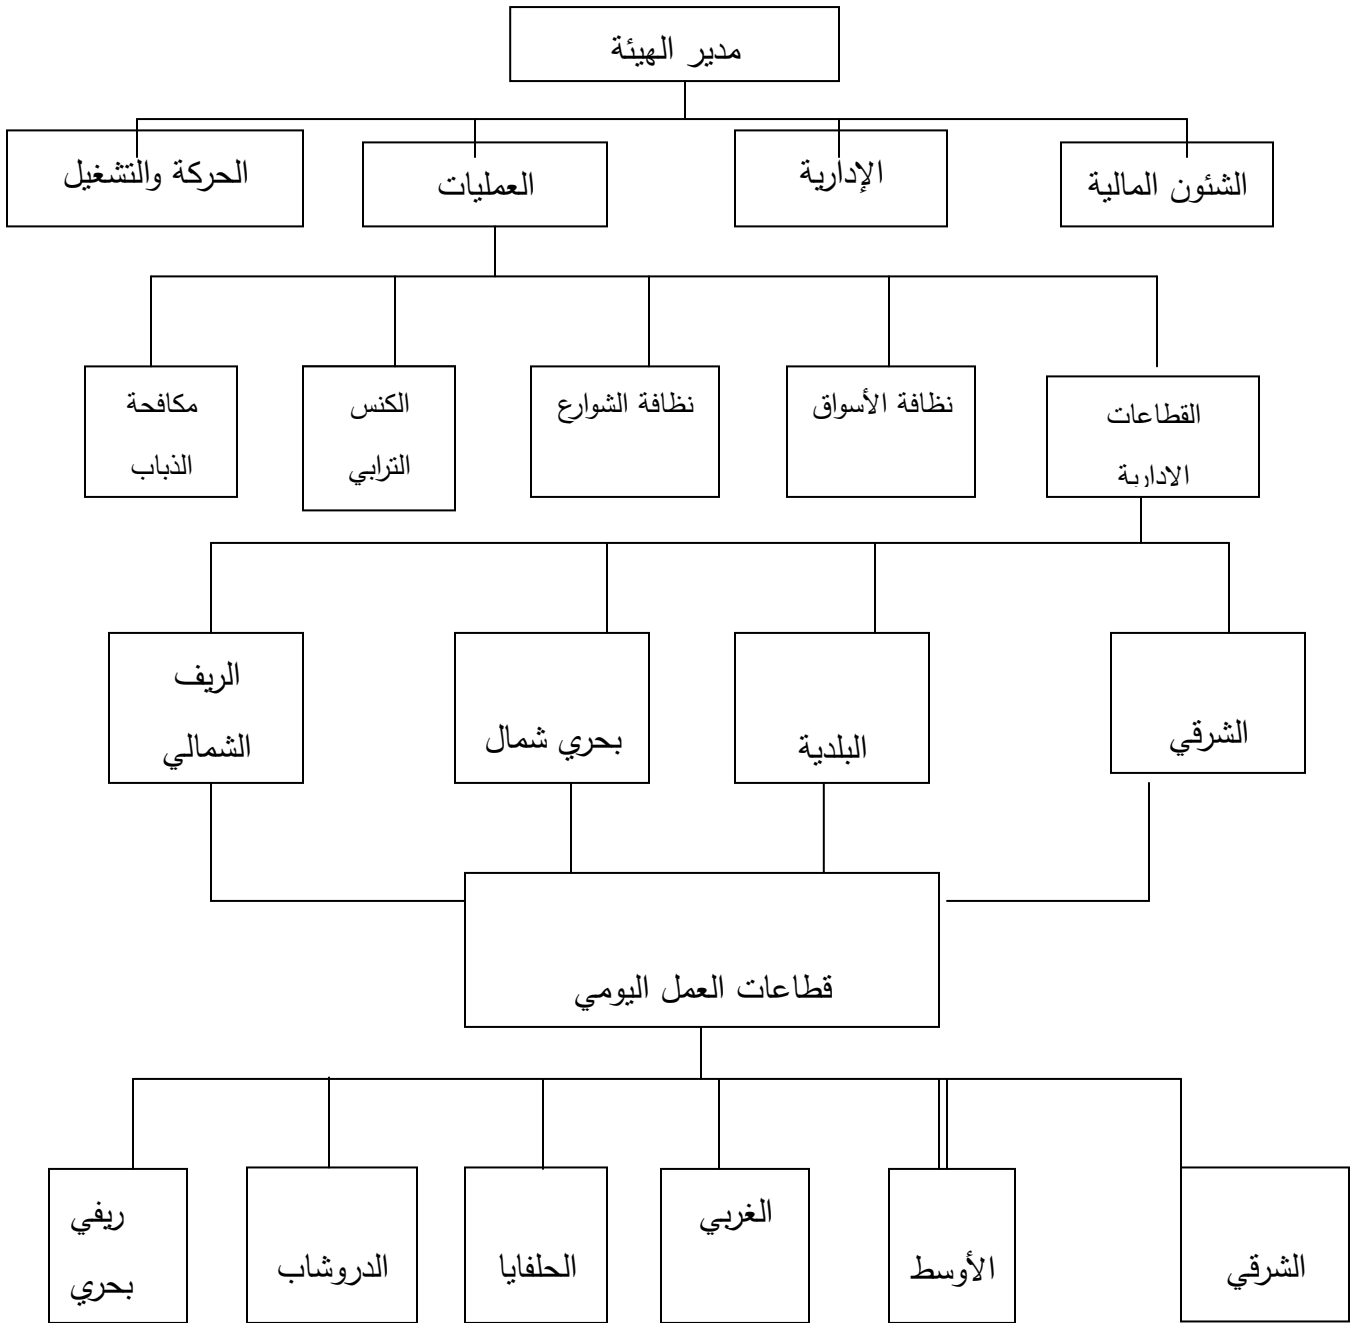 مدير الهيئة
الشئون المالية
الإدارية
العمليات
الحركة والتشغيل
القطاعات
الادارية
نظافة الأسواق
نظافة الشوارع
الكنس
الترابي
مكافحة
الذباب
الشرقي
البلدية
بحري شمال
الريف
الشمالي
قطاعات العمل اليومي
الشرقي
الأوسط
الغربي
الحلفايا
الدروشاب
ريفي
بحري